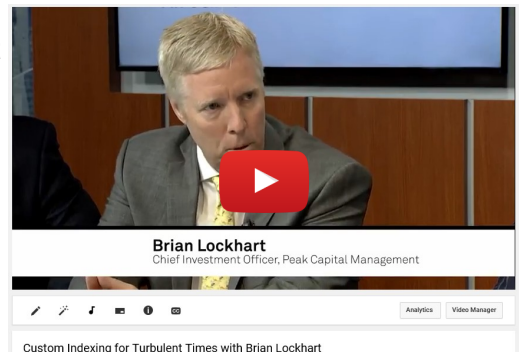 Brian Lockhart
Chief Investment Officer, Peak Capital Management
CC
Analytics
Video Manager
Custom Indexing for Turbulent Times with Brian Lockhart